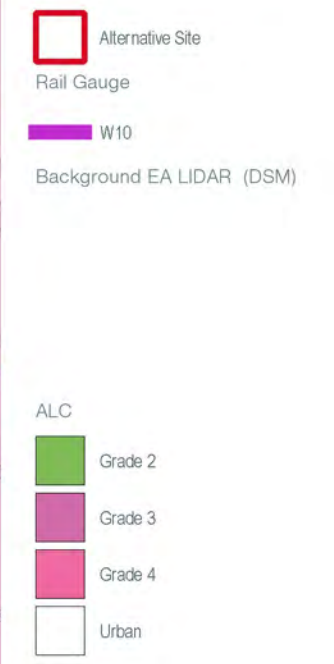 Alternative Site
Rail Gauge
W10
Background EA LIDAR (DSM)
ALC
Grade 2
Grade 3
Grade 4
Urban